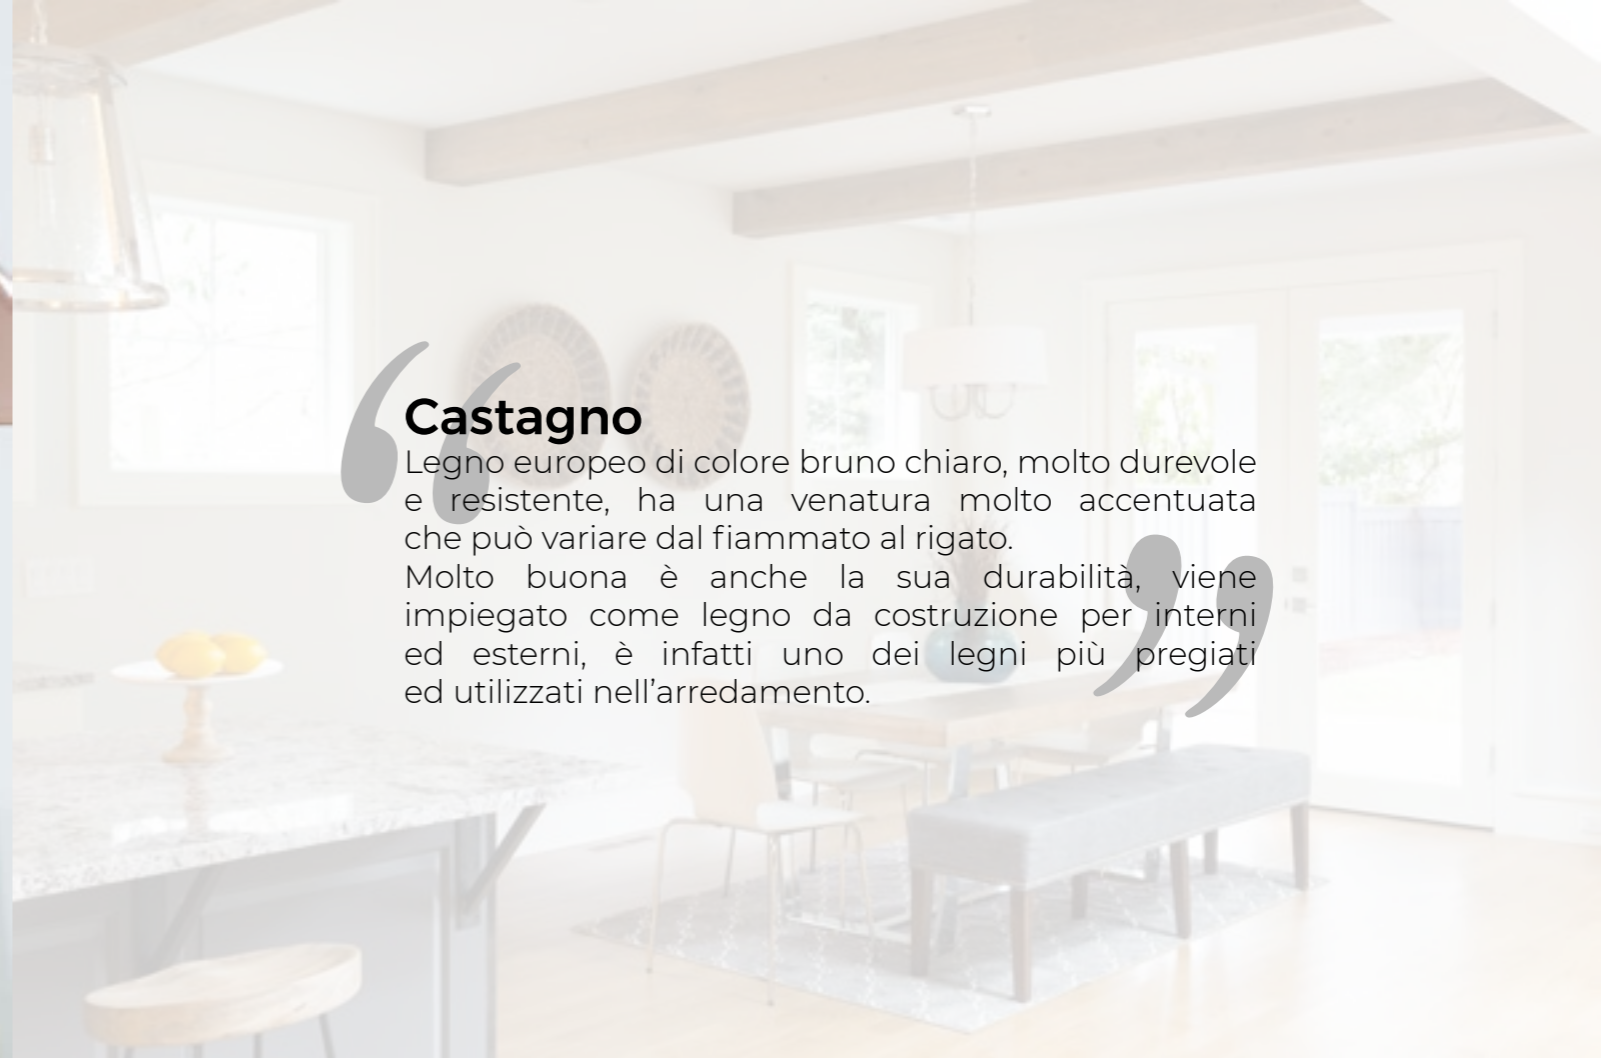 Castagno
Legno europeo di colore bruno chiaro, molto durevole
e resistente, ha una venatura molto accentuata
che può variare dal fiammato al rigato.
Molto buona è anche la sua durabilità, viene
impiegato come legno da costruzione per interni
ed esterni, è infatti uno dei legni più pregiati
ed utilizzati nell’arredamento.